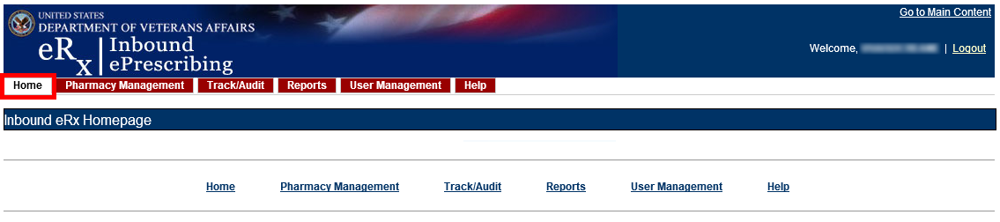 Go to Main Content
UNITED STATES
DEPARTMENT OF VETERANS AFFAIRS
eRx Inbound
ePrescribing
Welcome, | Logout
Home Pharmacy Management Track/Audit Reports User Management Help
Inbound eRx Homepage
Home Pharmacy Management Track/Audit Reports User Management Help